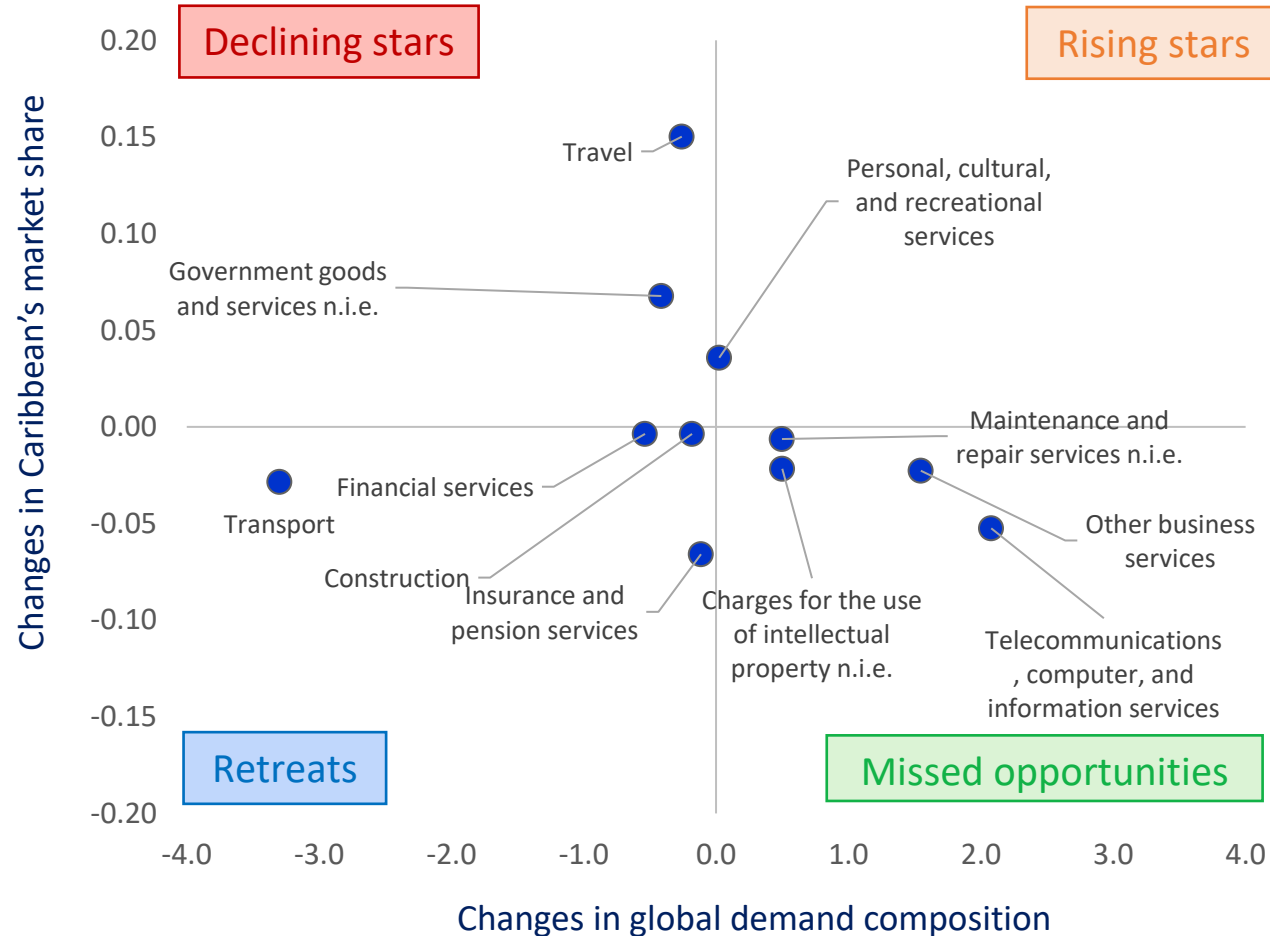 Declining stars
Rising stars
Changes in Caribbean’s market share
0.20
0.15
0.10
0.05
0.00
-0.05
-0.10
-0.15
-0.20
Travel
Personal, cultural,
and recreational
services
Government goods
and services n.i.e.
Maintenance and
repair services n.i.e.
Financial services
Transport
Other business
services
Construction
Insurance and
pension services
Charges for the use
of intellectual
property n.i.e.
Telecommunications
, computer, and
information services
Retreats
Missed opportunities
-4.0
-3.0
-2.0
-1.0
0.0
1.0
2.0
3.0
4.0
Changes in global demand composition